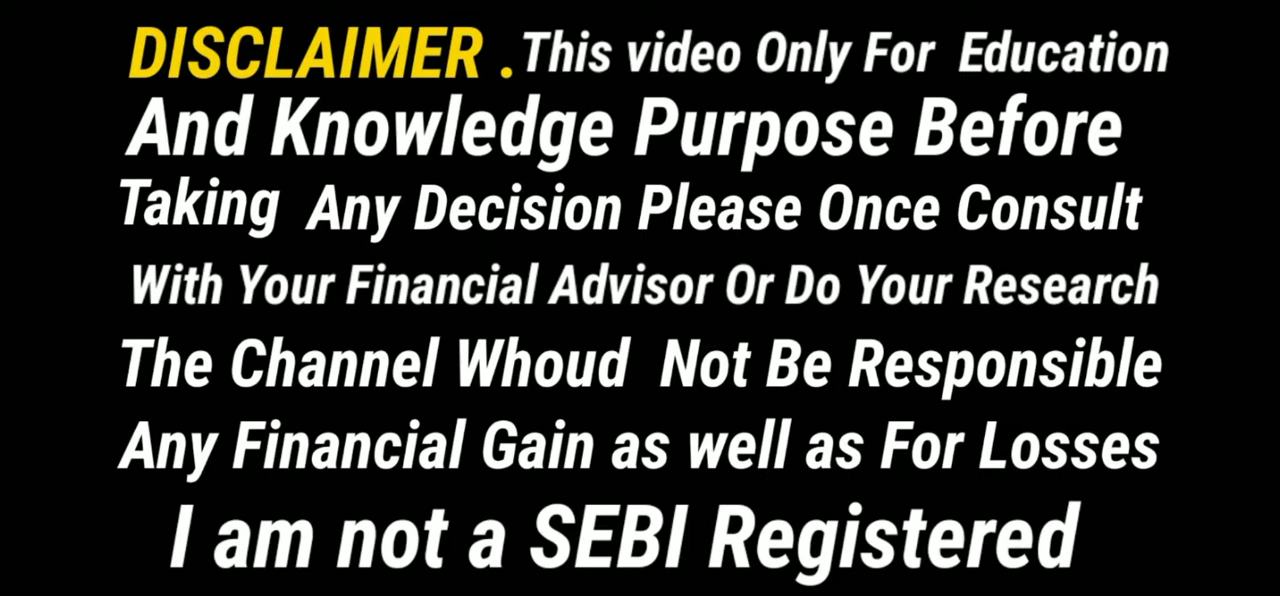 DISCLAIMER . This video Only For Education
And Knowledge Purpose Before
Taking Any Decision Please Once Consult
With Your Financial Advisor Or Do Your Research
The Channel Whoud Not Be Responsible
Any Financial Gain as well as For Losses
I am not a SEBI Registered